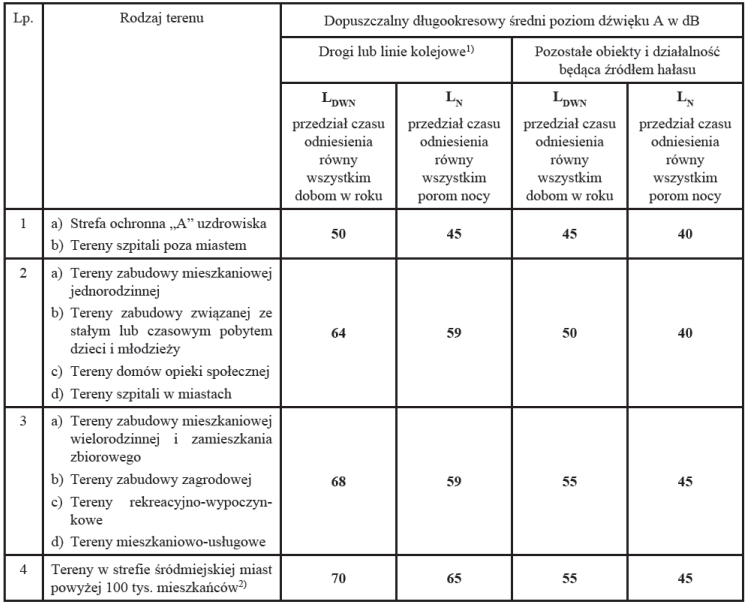 Lp.
Rodzaj terenu
Dopuszczalny długookresowy średni poziom dźwięku A w dB
Drogi lub linie kolejowe1)
Pozostałe obiekty i działalność
będąca źródłem hałasu
LDWN
przedział czasu
odniesienia
równy
wszystkim
dobom w roku
LN
przedział czasu
odniesienia
równy
wszystkim
porom nocy
LDWN
przedział czasu
odniesienia
równy
wszystkim
dobom w roku
LN
przedział czasu
odniesienia
równy
wszystkim
porom nocy
1
a) Strefa ochronna „A” uzdrowiska
b) Tereny szpitali poza miastem
50
45
45
40
2
a) Tereny zabudowy mieszkaniowej
jednorodzinnej
b) Tereny zabudowy związanej ze
stałym lub czasowym pobytem
dzieci i młodzieży
c) Tereny domów opieki społecznej
d) Tereny szpitali w miastach
64
59
50
40
3
a) Tereny zabudowy mieszkaniowej
wielorodzinnej i zamieszkania
zbiorowego
b) Tereny zabudowy zagrodowej
c) Tereny rekreacyjno-wypoczyn-
kowe
d) Tereny mieszkaniowo-usługowe
68
59
55
45
4
Tereny w strefie śródmiejskiej miast
powyżej 100 tys. mieszkańców2)
70
65
55
45